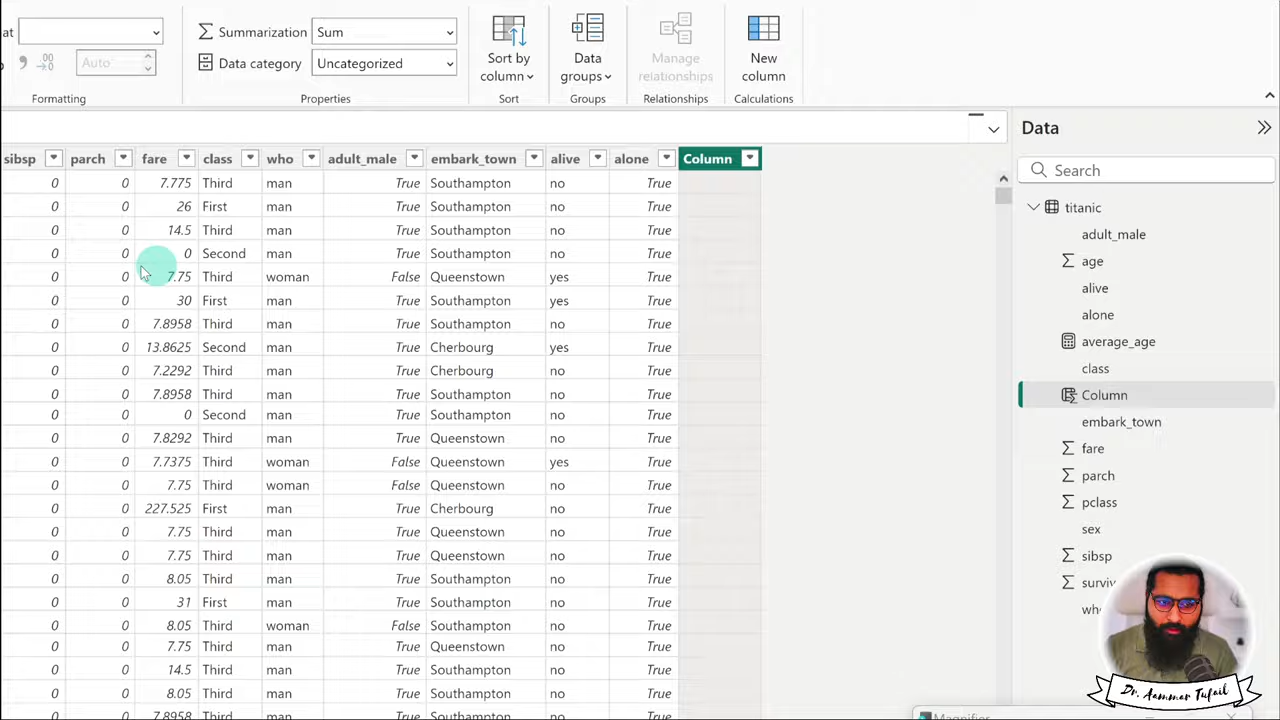 at
Summarization Sum
Sort by column
Data groups
Manage relationships
New column
00 Auto
Data category Uncategorized
Formatting Properties Sort Groups Relationships Calculations
sibsp parch fare class who adult_male embark_town alive alone Column
0 0 7.775 Third man True Southampton no True
0 0 26 First man True Southampton no True
0 0 14.5 Third man True Southampton no True
0 0 0 Second man True Southampton no True
0 0 7.75 Third woman False Queenstown yes True
0 0 30 First man True Southampton yes True
0 0 7.8958 Third man True Southampton no True
0 0 13.8625 Second man True Cherbourg yes True
0 0 7.2292 Third man True Cherbourg no True
0 0 7.8958 Third man True Southampton no True
0 0 0 Second man True Southampton no True
0 0 7.8292 Third man True Queenstown no True
0 0 7.7375 Third woman False Queenstown yes True
0 0 7.75 Third woman False Queenstown no True
0 0 227.525 First man True Cherbourg no True
0 0 7.75 Third man True Queenstown no True
0 0 7.75 Third man True Queenstown no True
0 0 8.05 Third man True Southampton no True
0 0 31 First man True Southampton no True
0 0 8.05 Third woman False Southampton no True
0 0 7.75 Third man True Queenstown no True
0 0 14.5 Third man True Southampton no True
0 0 8.05 Third man True Southampton no True
0 0 7.8958 Third man True Southampton no True
Data
Search
titanic
adult_male
age
alive
alone
average_age
class
Column
embark_town
fare
parch
pclass
sex
sibsp
surviv
who
Dr. Aammar Tufail
Magnifier